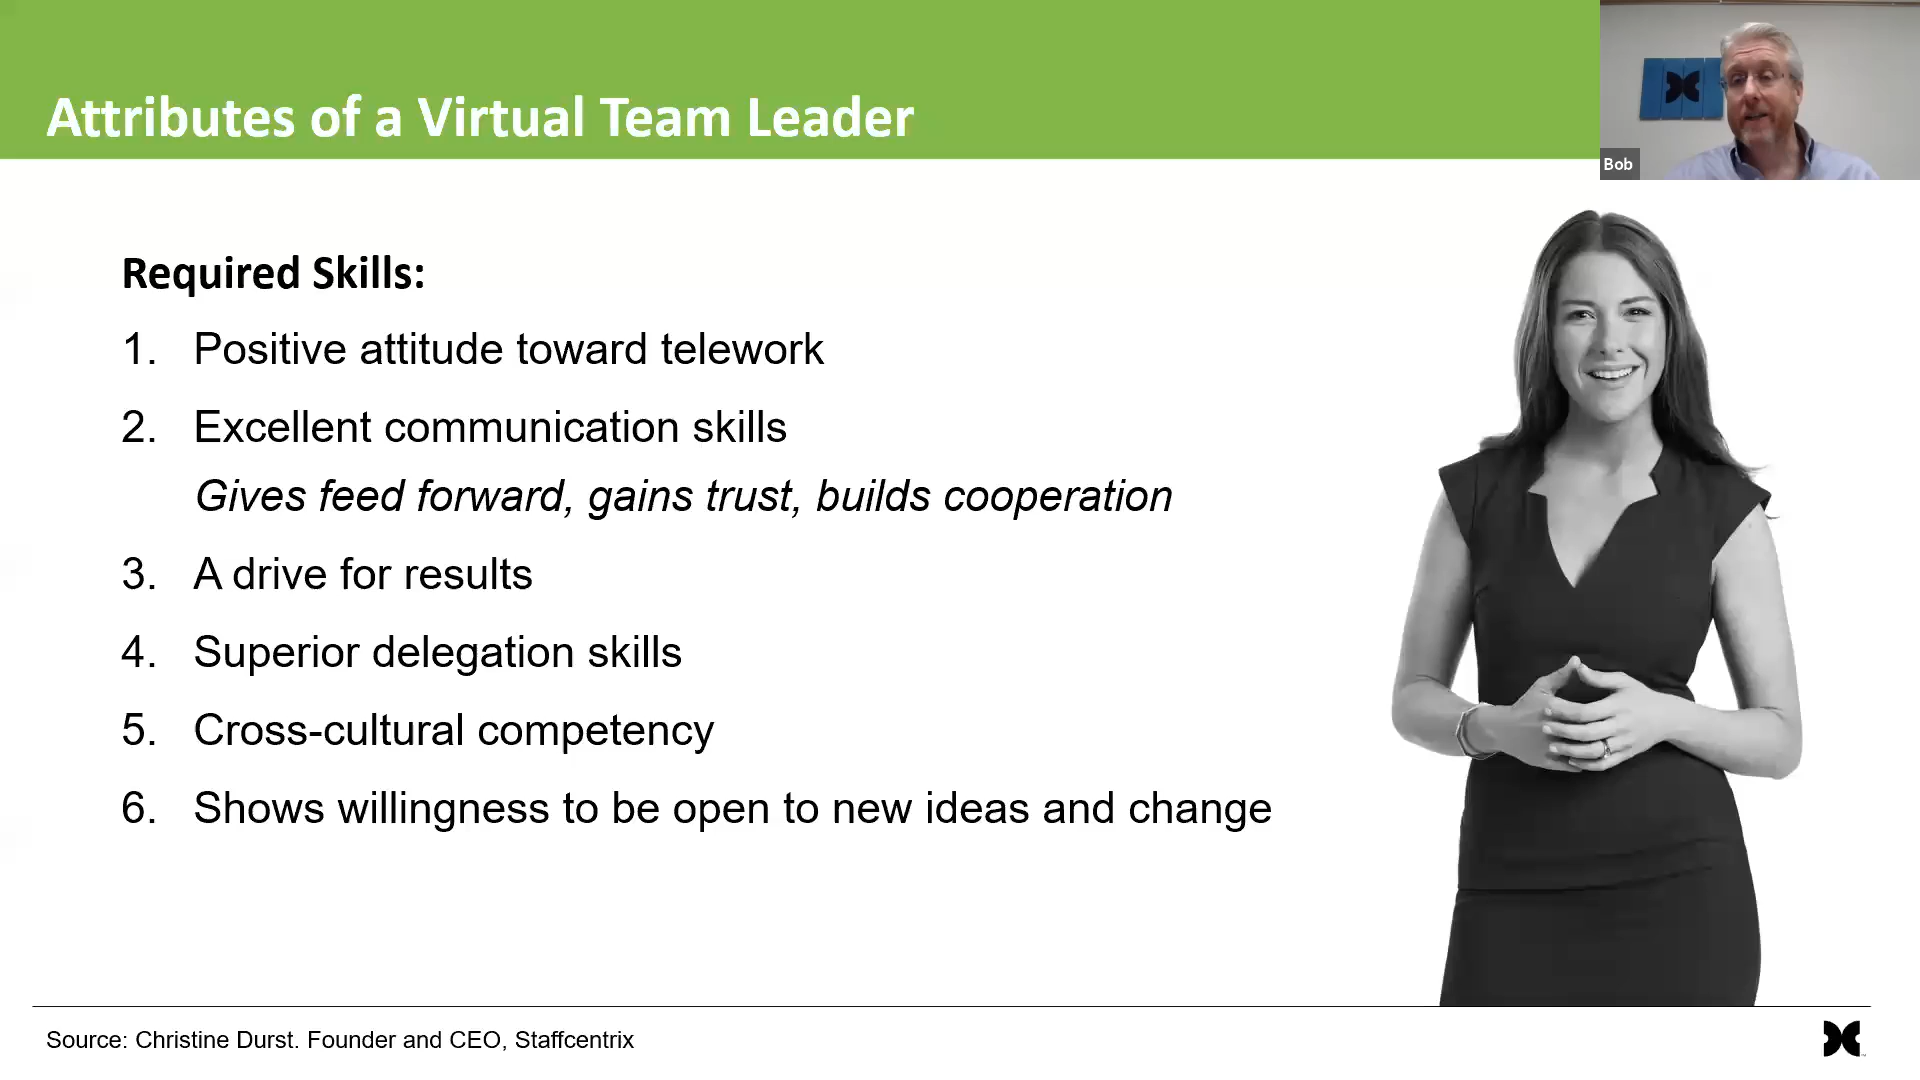 Attributes of a Virtual Team Leader
Bob
Required Skills:
1. Positive attitude toward telework
2. Excellent communication skills
Gives feed forward, gains trust, builds cooperation
3. A drive for results
4. Superior delegation skills
5. Cross-cultural competency
6. Shows willingness to be open to new ideas and change
Source: Christine Durst. Founder and CEO, Staffcentrix